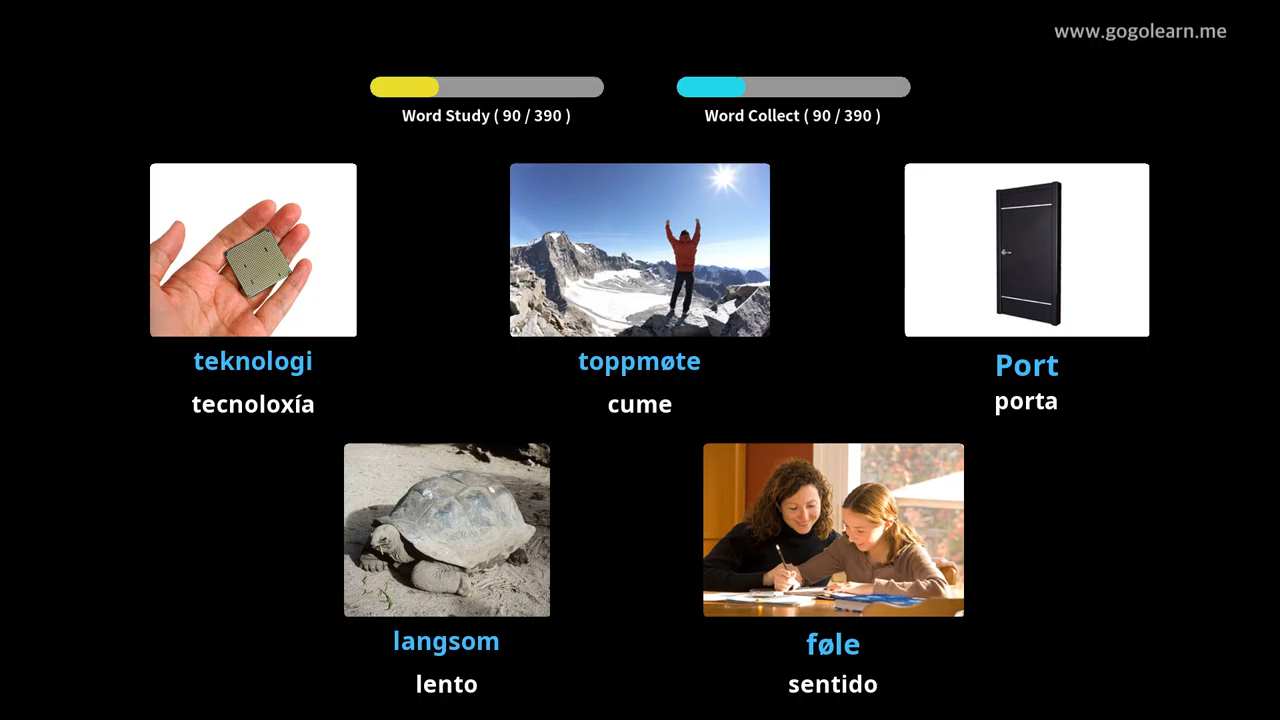 www.gogolearn.me
Word Study ( 90 / 390 )
Word Collect ( 90 / 390 )
teknologi
tecnoloxía
toppmøte
cume
Port
porta
langsom
lento
føle
sentido